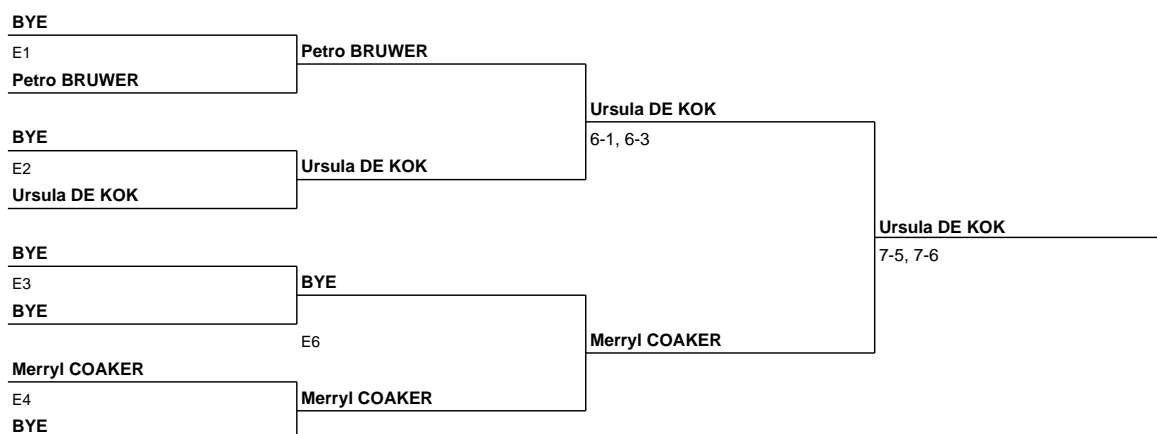 BYE
E1
Petro BRUWER
Petro BRUWER
BYE
E2
Ursula DE KOK
Ursula DE KOK
Ursula DE KOK
6-1, 6-3
BYE
E3
BYE
BYE
E6
Merryl COAKER
E4
BYE
Merryl COAKER
Merryl COAKER
Ursula DE KOK
7-5, 7-6